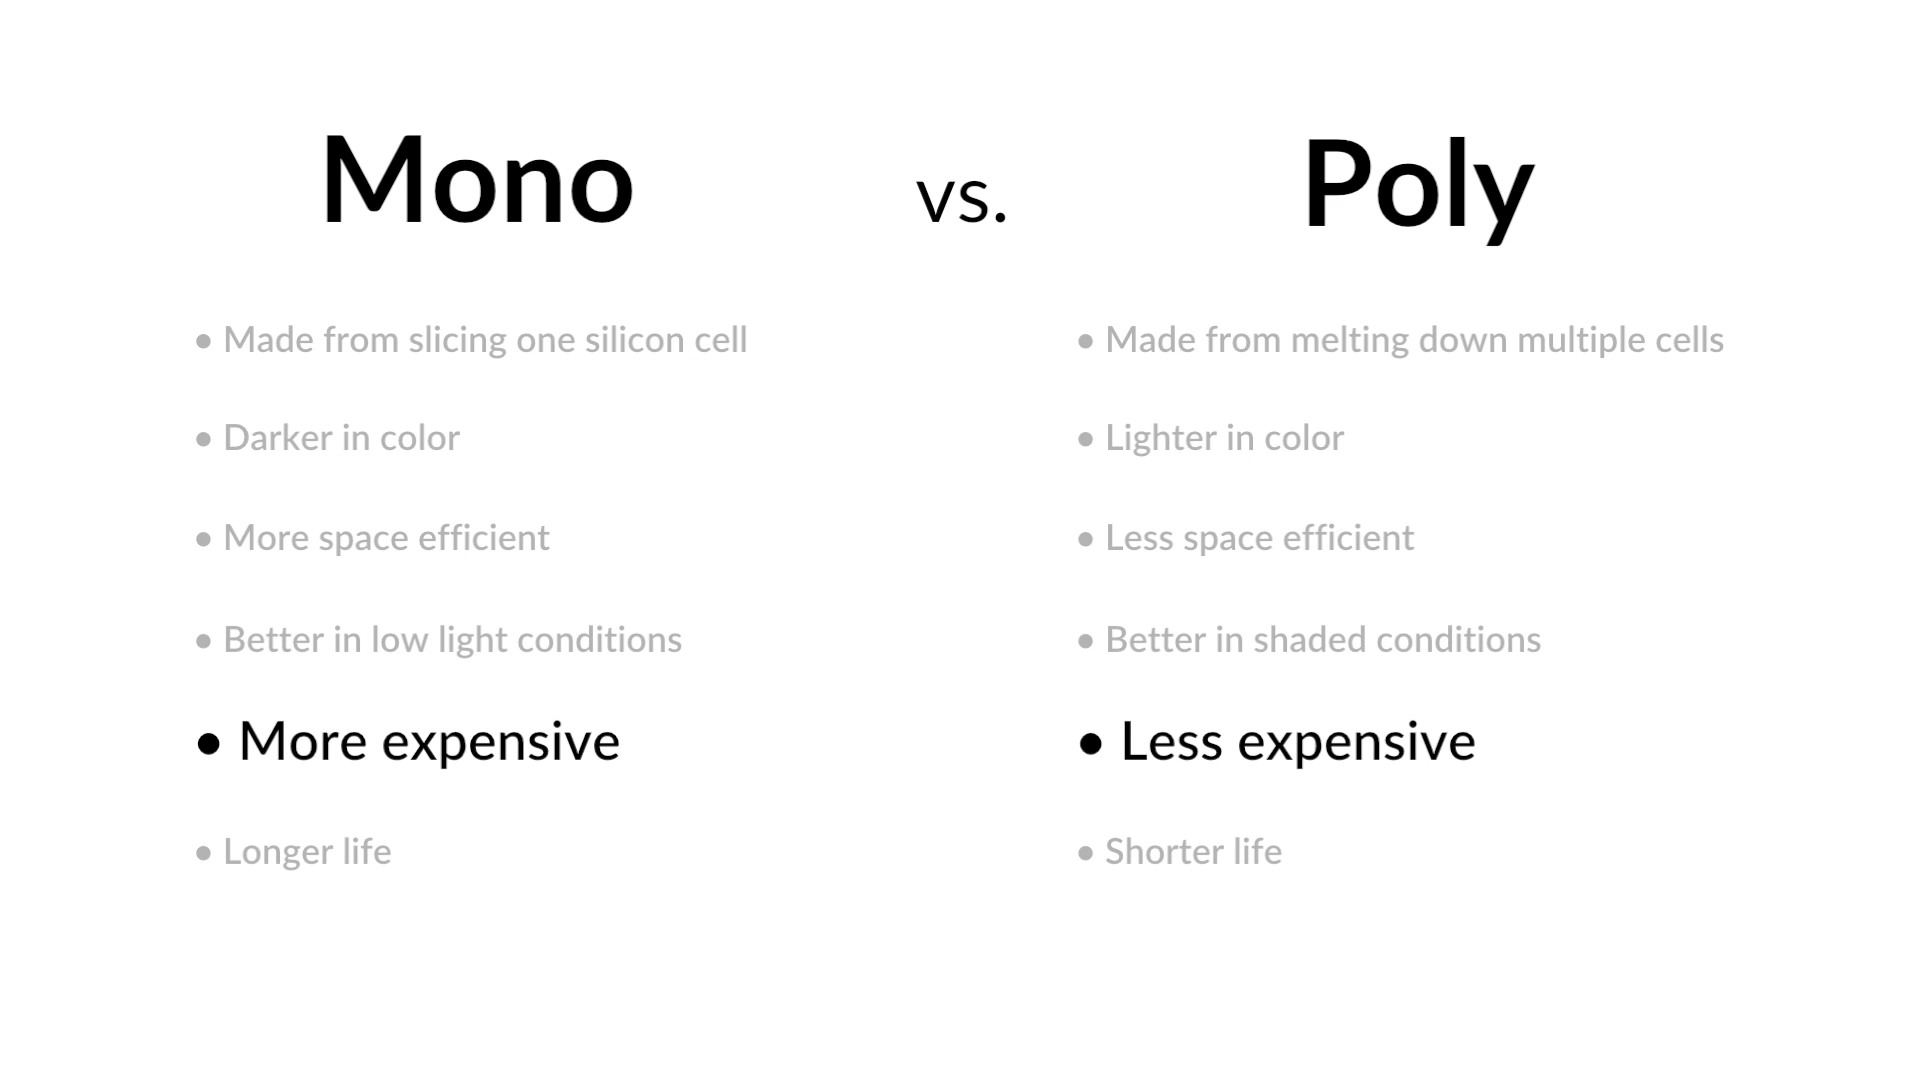 Mono vs. Poly
• Made from slicing one silicon cell
• Darker in color
• More space efficient
• Better in low light conditions
• More expensive
• Longer life
• Made from melting down multiple cells
• Lighter in color
• Less space efficient
• Better in shaded conditions
• Less expensive
• Shorter life